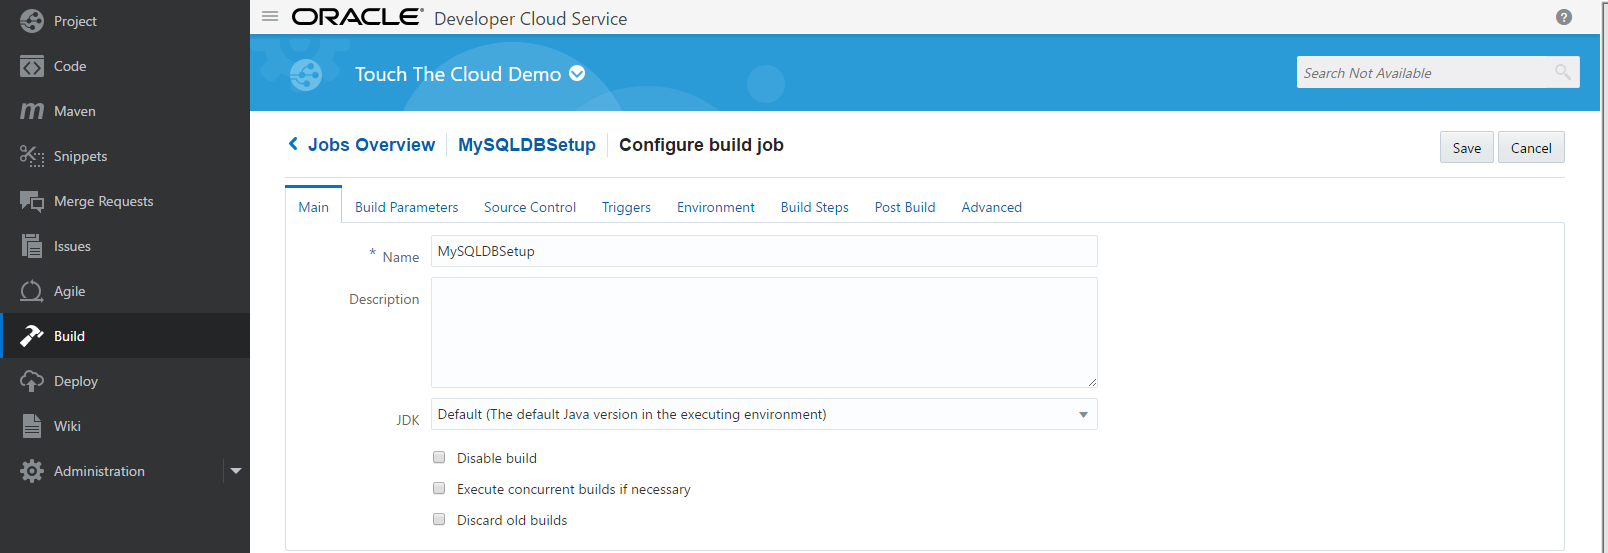 Project
Code
Maven
Snippets
Merge Requests
Issues
Agile
Build
Deploy
Wiki
Administration
ORACLE® Developer Cloud Service
?
Touch The Cloud Demo
Search Not Available
Jobs Overview MySQLDBSetup Configure build job
Save Cancel
Main Build Parameters Source Control Triggers Environment Build Steps Post Build Advanced
* Name MySQLDBSetup
Description
JDK Default (The default Java version in the executing environment)
Disable build
Execute concurrent builds if necessary
Discard old builds